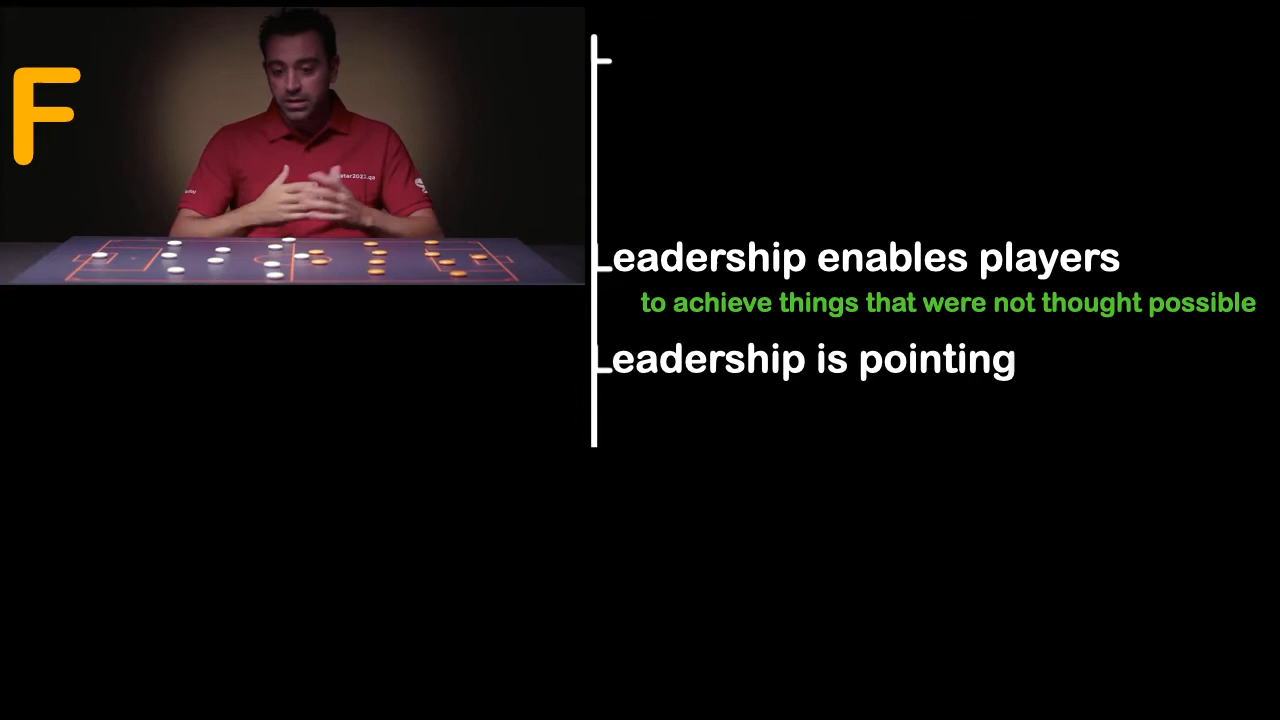 F
Leadership enables players
to achieve things that were not thought possible
Leadership is pointing